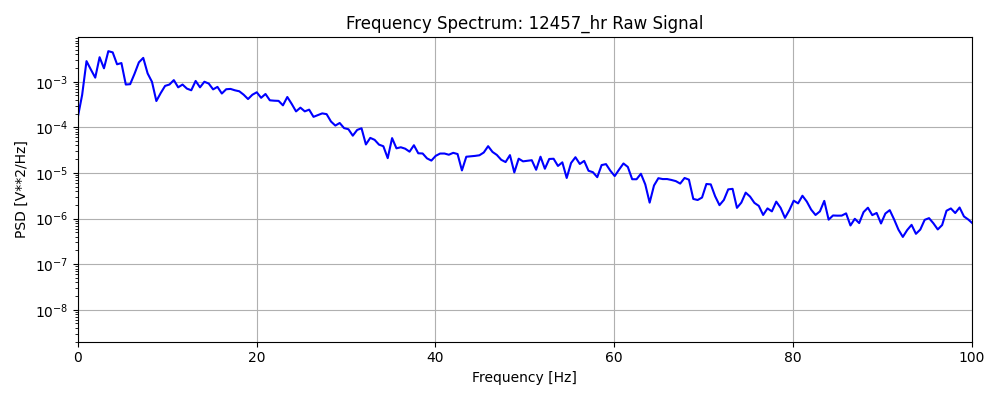 Frequency Spectrum: 12457_hr Raw Signal
PSD [V**2/Hz]
10⁻³
10⁻⁴
10⁻⁵
10⁻⁶
10⁻⁷
10⁻⁸
0 20 40 60 80 100
Frequency [Hz]